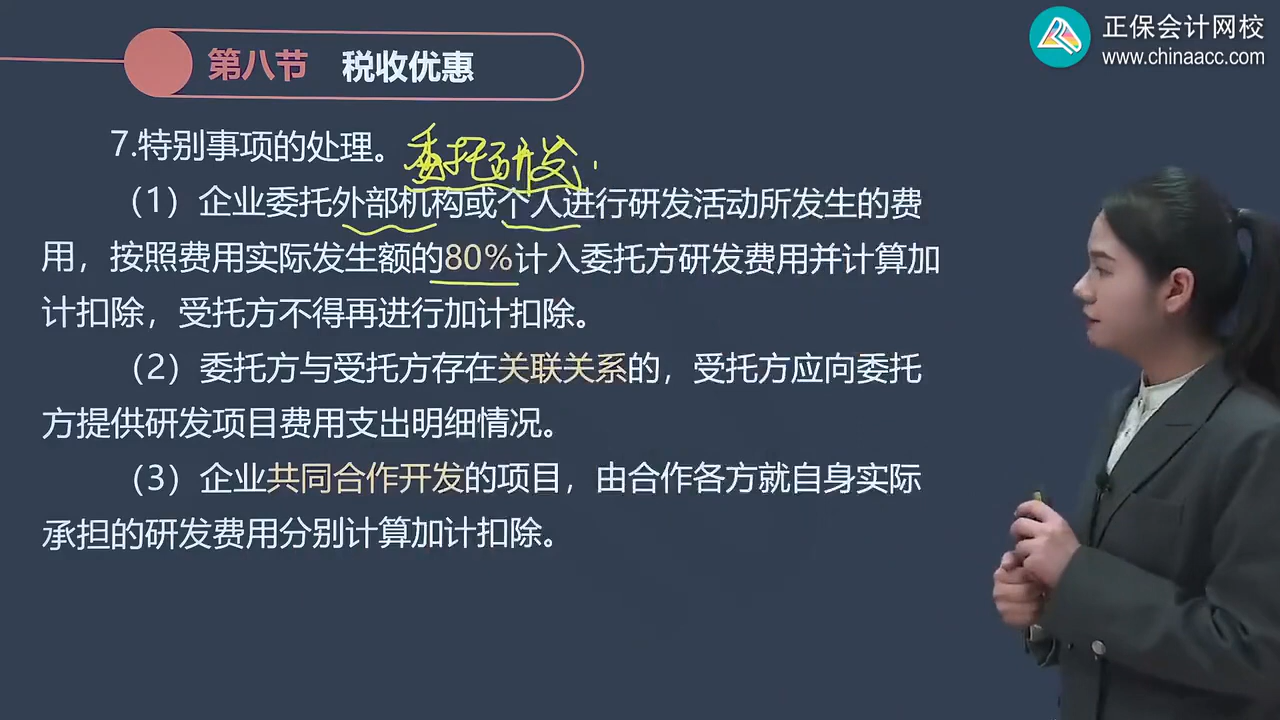 正保会计网校
www.chinaacc.com
第八节 税收优惠
7.特别事项的处理。委托研发.
（1）企业委托外部机构或个人进行研发活动所发生的费
用，按照费用实际发生额的80%计入委托方研发费用并计算加
计扣除，受托方不得再进行加计扣除。
（2）委托方与受托方存在关联关系的，受托方应向委托
方提供研发项目费用支出明细情况。
（3）企业共同合作开发的项目，由合作各方就自身实际
承担的研发费用分别计算加计扣除。